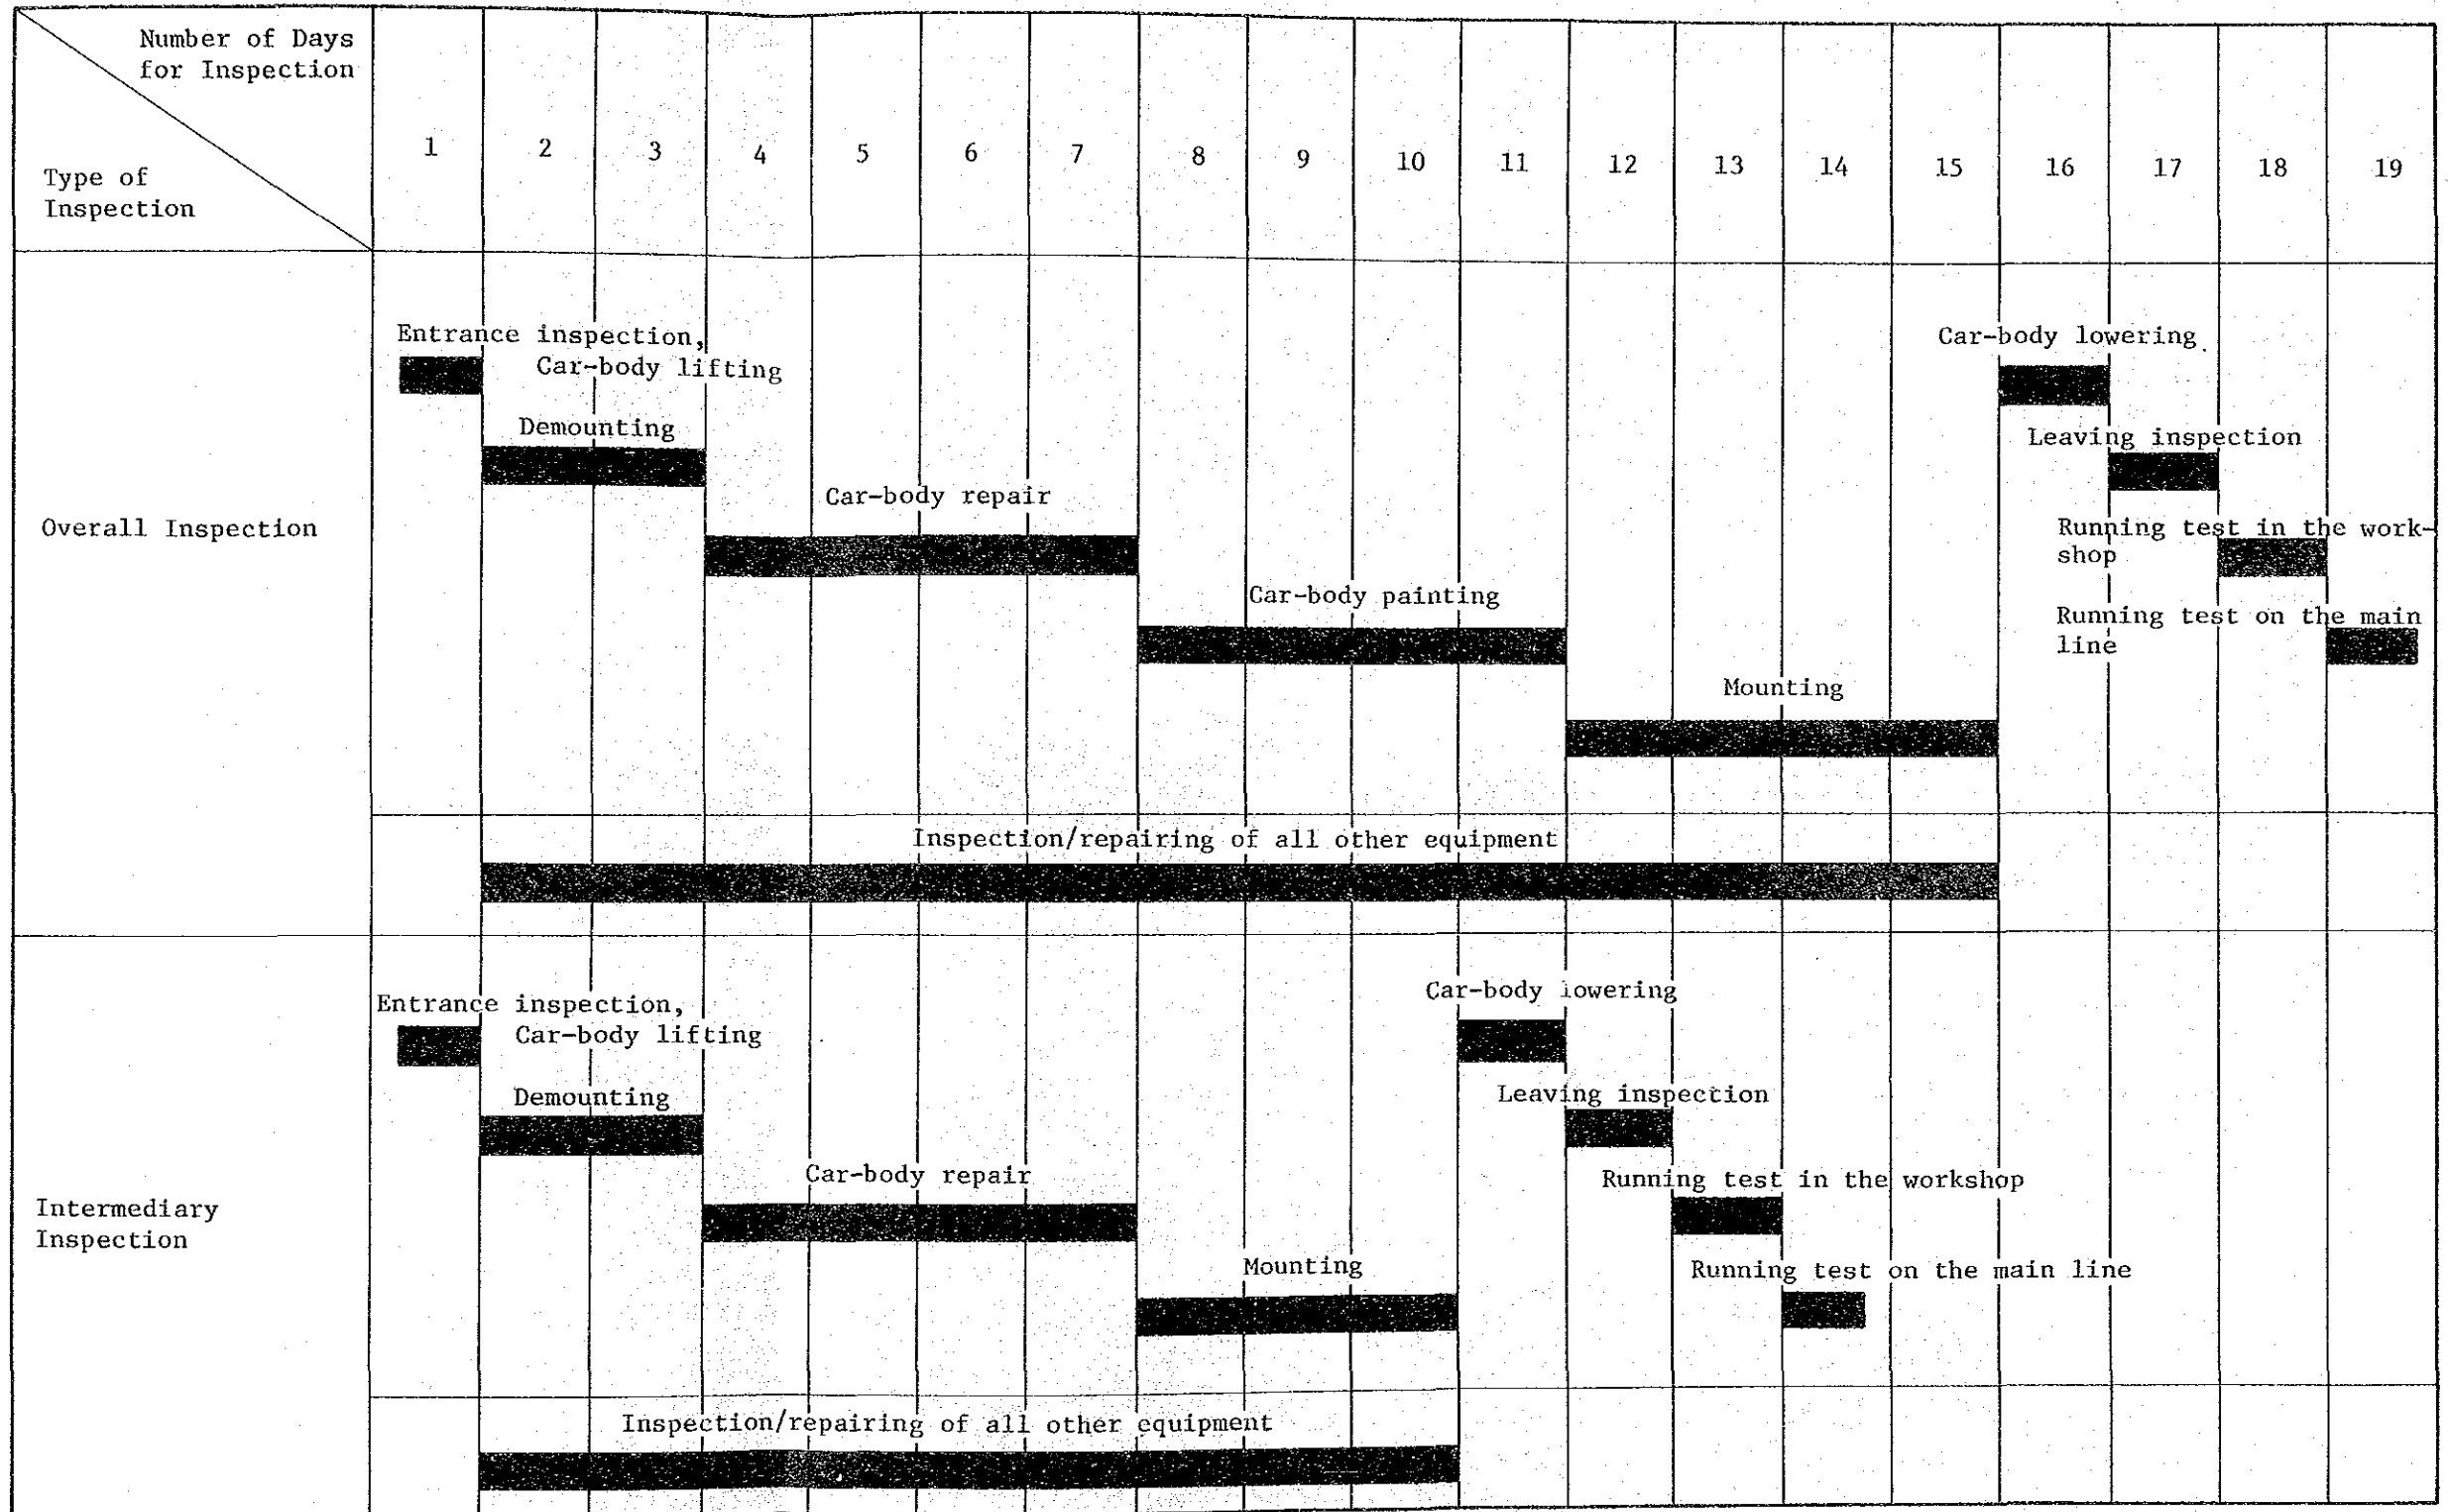 Number of Days
for Inspection
Type of
Inspection
1 2 3 4 5 6 7 8 9 10 11 12 13 14 15 16 17 18 19
Overall Inspection
Entrance inspection,
Car-body lifting
Demounting
Car-body repair
Car-body painting
Mounting
Car-body lowering
Leaving inspection
Running test in the work-
shop
Running test on the main
line
Inspection/repairing of all other equipment
Intermediary
Inspection
Entrance inspection,
Car-body lifting
Demounting
Car-body repair
Mounting
Car-body lowering
Leaving inspection
Running test in the workshop
Running test on the main line
Inspection/repairing of all other equipment